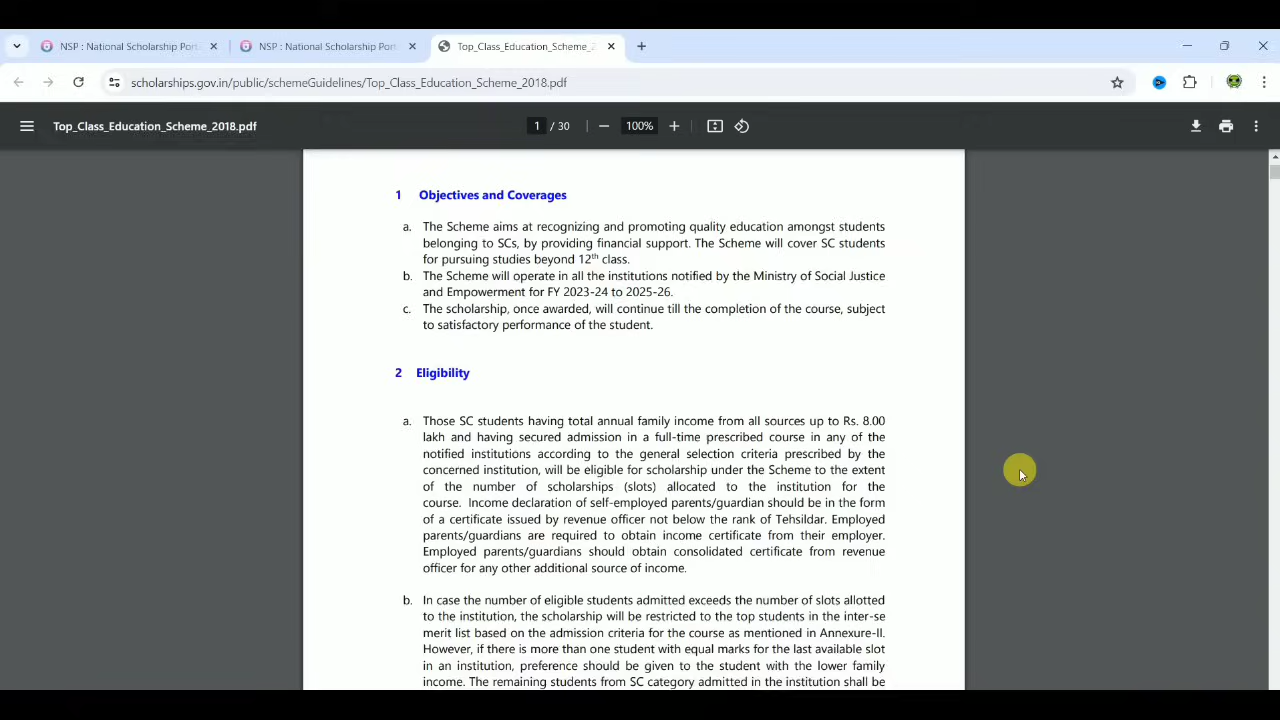 NSP : National Scholarship Port
NSP : National Scholarship Port
Top_Class_Education_Scheme_2
scholarships.gov.in/public/schemeGuidelines/Top_Class_Education_Scheme_2018.pdf
Top_Class_Education_Scheme_2018.pdf
1 / 30
100%
1 Objectives and Coverages
a. The Scheme aims at recognizing and promoting quality education amongst students
belonging to SCs, by providing financial support. The Scheme will cover SC students
for pursuing studies beyond 12th class.
b. The Scheme will operate in all the institutions notified by the Ministry of Social Justice
and Empowerment for FY 2023-24 to 2025-26.
c. The scholarship, once awarded, will continue till the completion of the course, subject
to satisfactory performance of the student.
2 Eligibility
a. Those SC students having total annual family income from all sources up to Rs. 8.00
lakh and having secured admission in a full-time prescribed course in any of the
notified institutions according to the general selection criteria prescribed by the
concerned institution, will be eligible for scholarship under the Scheme to the extent
of the number of scholarships (slots) allocated to the institution for the
course. Income declaration of self-employed parents/guardian should be in the form
of a certificate issued by revenue officer not below the rank of Tehsildar. Employed
parents/guardians are required to obtain income certificate from their employer.
Employed parents/guardians should obtain consolidated certificate from revenue
officer for any other additional source of income.
b. In case the number of eligible students admitted exceeds the number of slots allotted
to the institution, the scholarship will be restricted to the top students in the inter-se
merit list based on the admission criteria for the course as mentioned in Annexure-II.
However, if there is more than one student with equal marks for the last available slot
in an institution, preference should be given to the student with the lower family
income. The remaining students from SC category admitted in the institution shall be